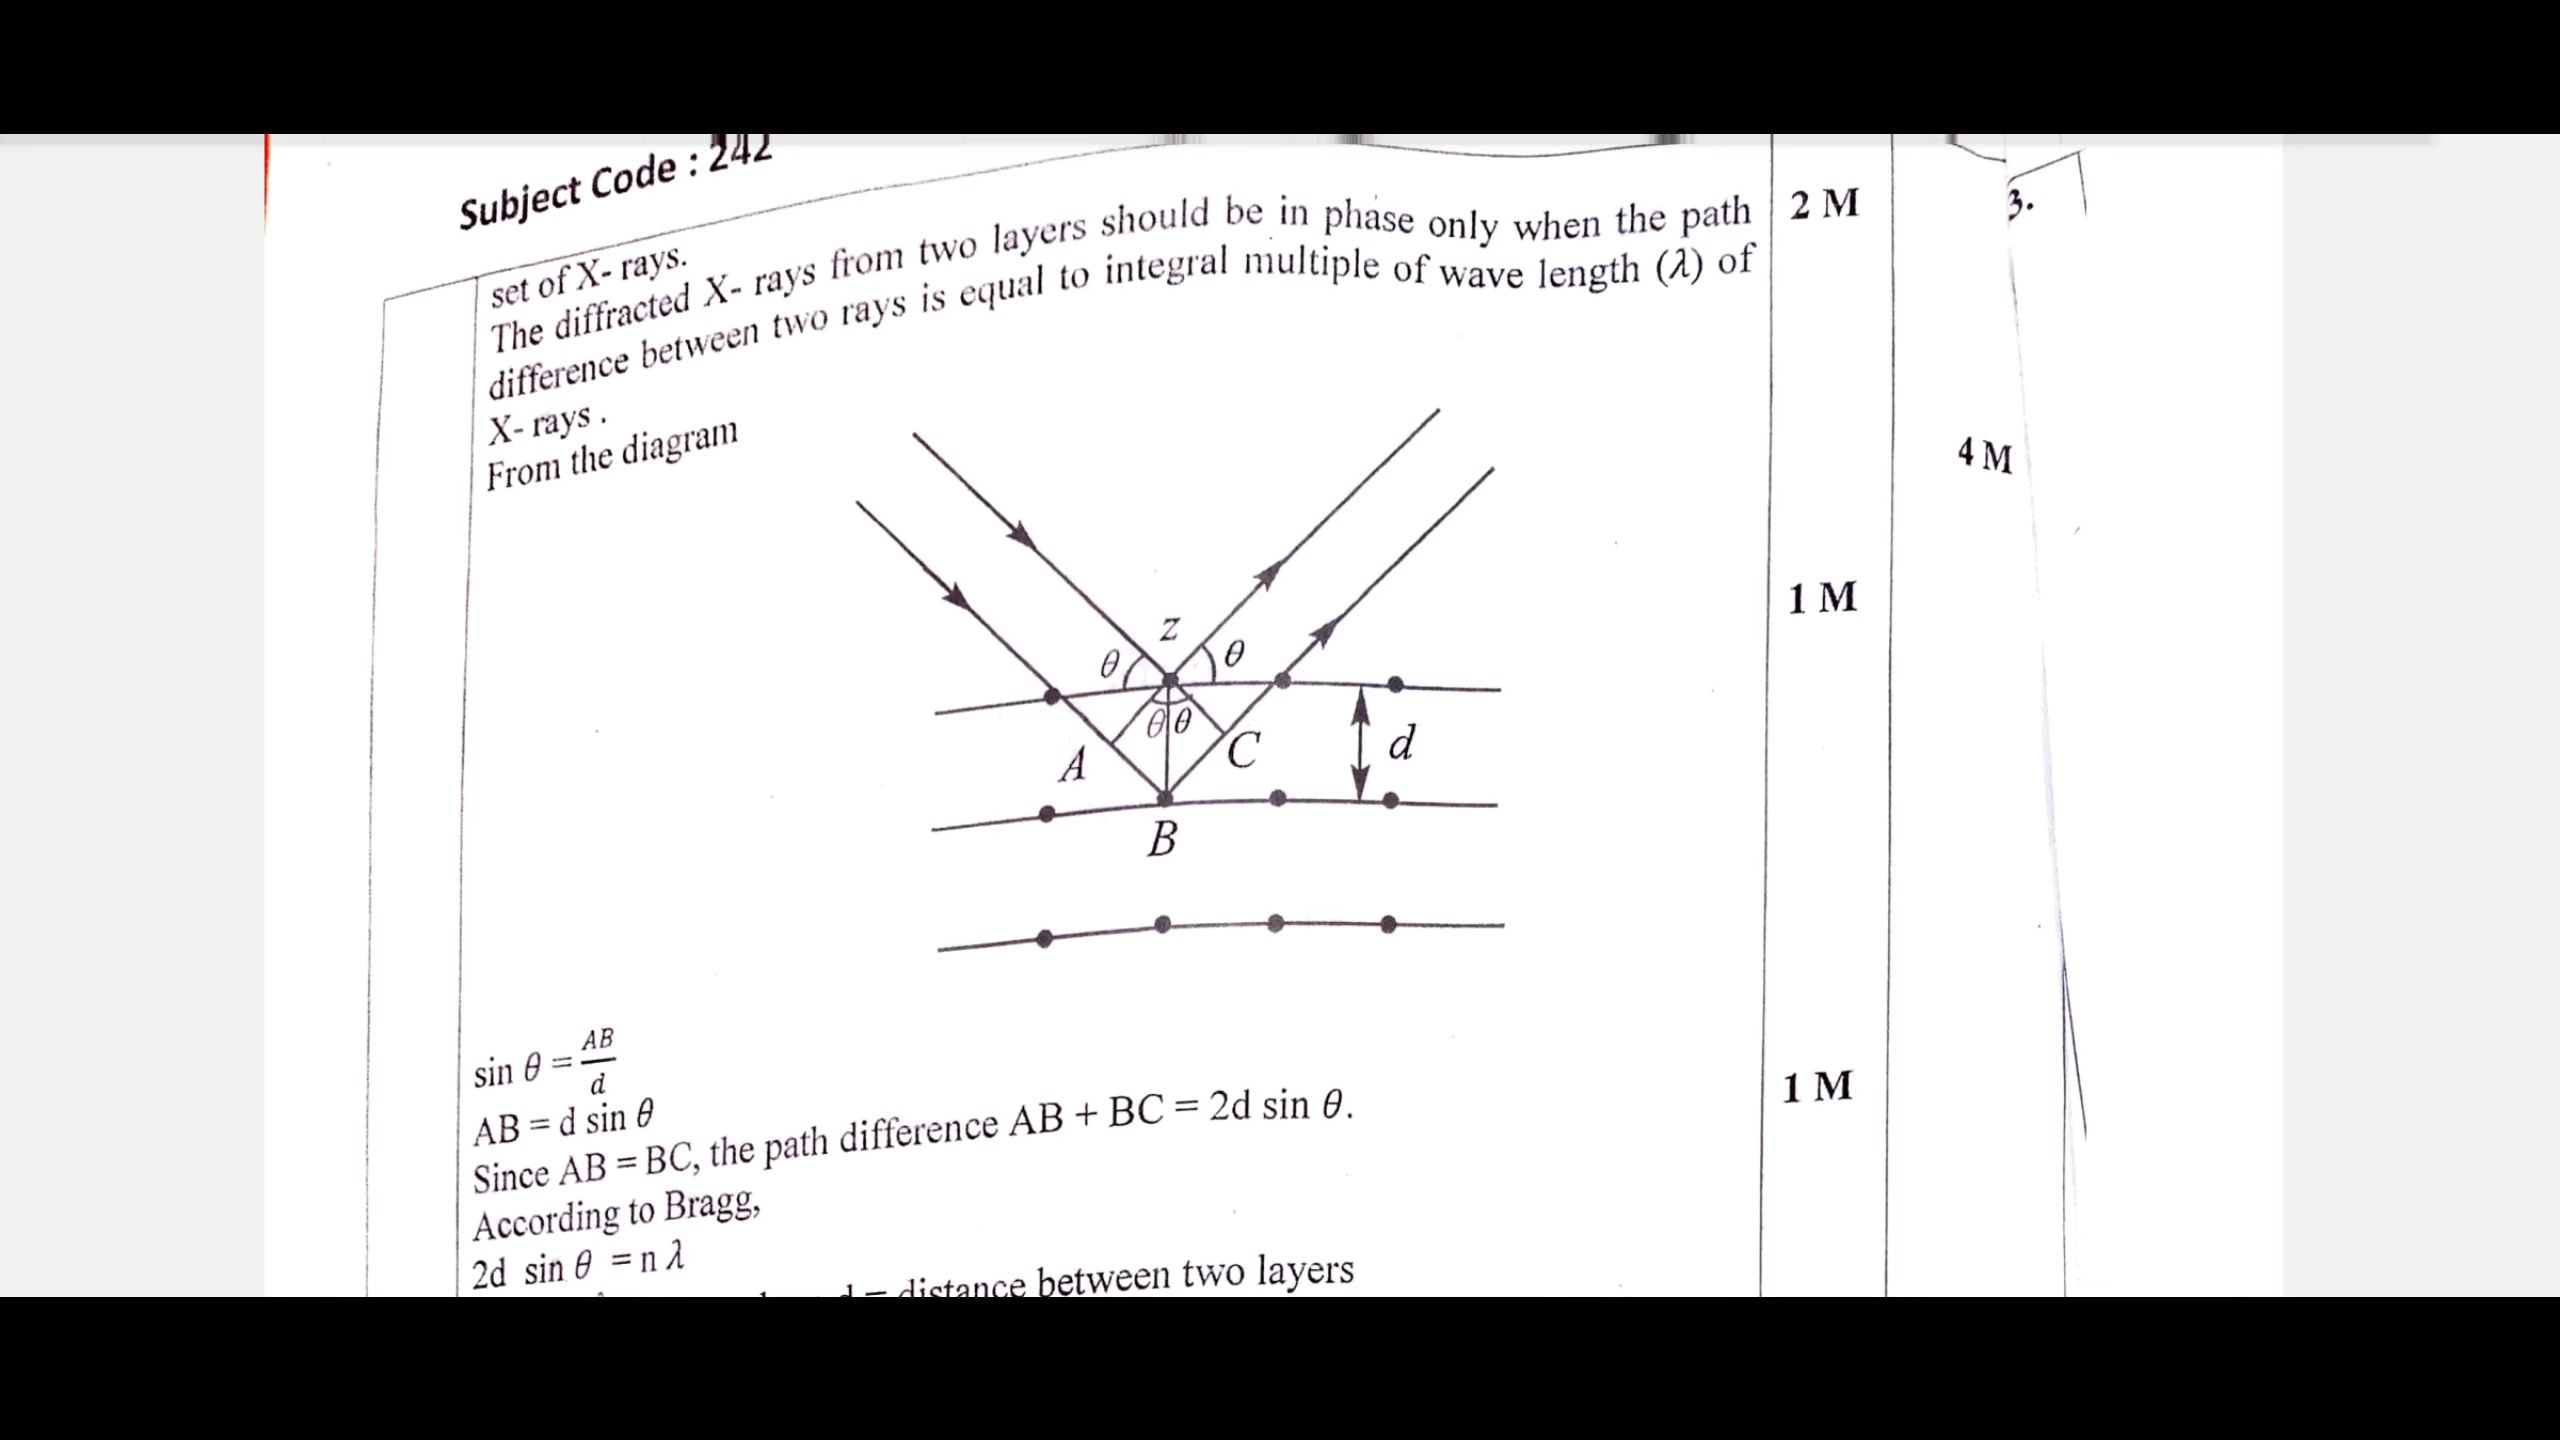 Subject Code : 242
set of X- rays.
The diffracted X- rays from two layers should be in phase only when the path
difference between two rays is equal to integral multiple of wave length (λ) of
X- rays .
From the diagram
2 M
3.
4 M
1 M
z
θ θ
θ θ
A C d
B
sin θ = AB/d
AB = d sin θ
Since AB = BC, the path difference AB + BC = 2d sin θ.
1 M
According to Bragg,
2d sin θ = n λ
d = distance between two layers